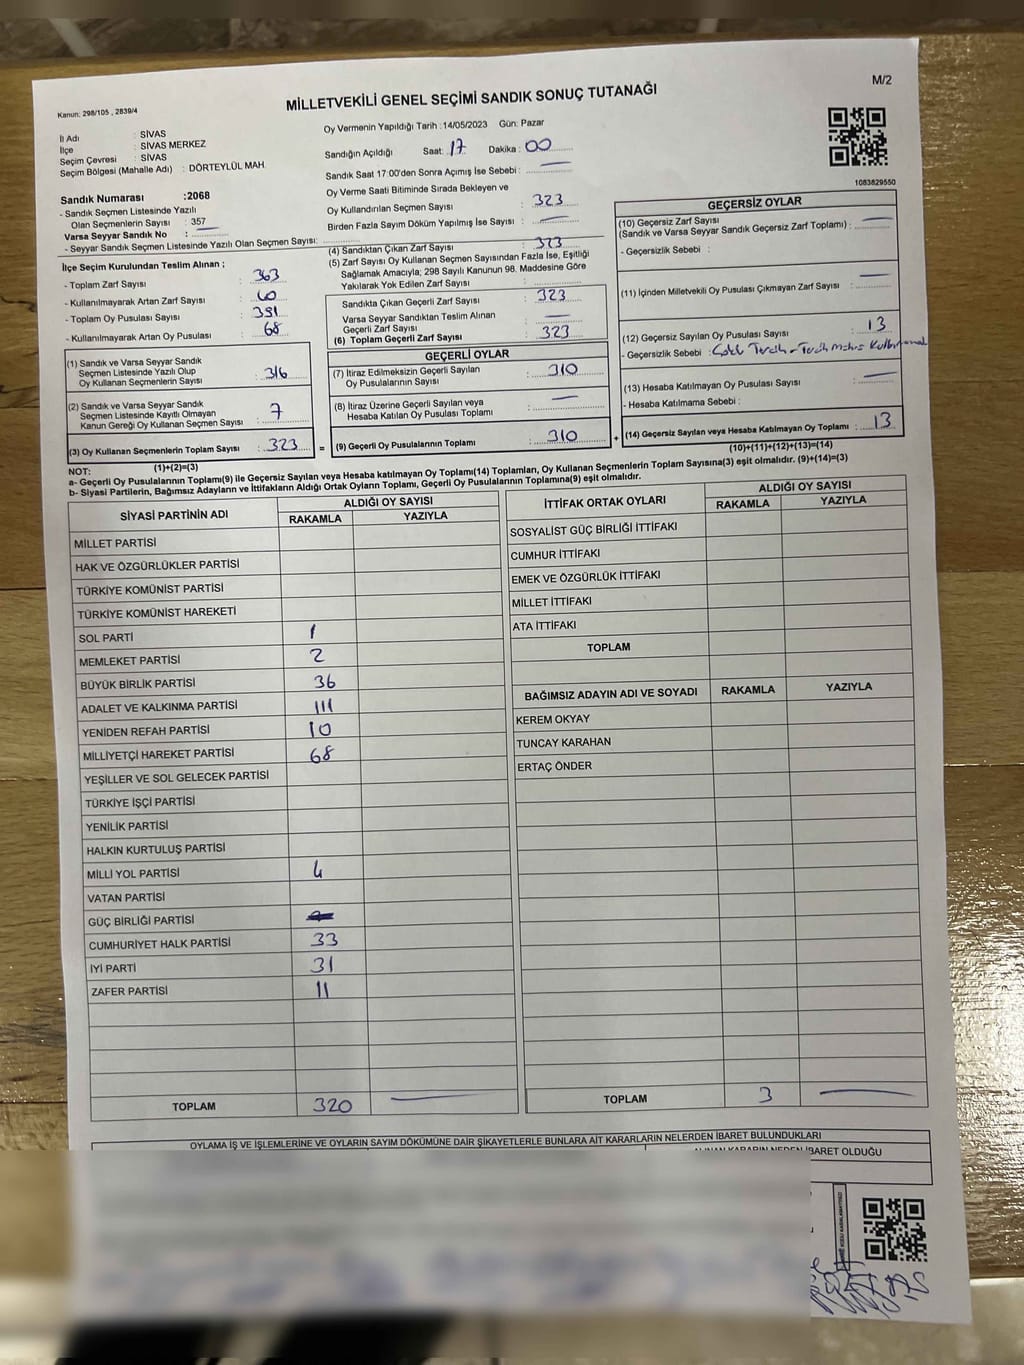 M/2
Kanun: 298/105 , 2839/4
MİLLETVEKİLİ GENEL SEÇİMİ SANDIK SONUÇ TUTANAĞI
İl Adı : SİVAS
İlçe : SİVAS MERKEZ
Seçim Çevresi : SİVAS
Seçim Bölgesi (Mahalle Adı) : DÖRTEYLÜL MAH.
Oy Vermenin Yapıldığı Tarih :14/05/2023 Gün: Pazar
Sandığın Açıldığı Saat: 17 Dakika : 00
Sandık Saat 17:00'den Sonra Açılmış İse Sebebi :
Oy Verme Saati Bitiminde Sırada Bekleyen ve
Oy Kullandırılan Seçmen Sayısı : 323
Birden Fazla Sayım Döküm Yapılmış İse Sayısı :
1083829550
Sandık Numarası :2068
- Sandık Seçmen Listesinde Yazılı
Olan Seçmenlerin Sayısı : 357
Varsa Seyyar Sandık No :
- Seyyar Sandık Seçmen Listesinde Yazılı Olan Seçmen Sayısı:
İlçe Seçim Kurulundan Teslim Alınan ;
- Toplam Zarf Sayısı : 363
- Kullanılmayarak Artan Zarf Sayısı :
- Toplam Oy Pusulası Sayısı : 391
- Kullanılmayarak Artan Oy Pusulası : 68
(1) Sandık ve Varsa Seyyar Sandık
Seçmen Listesinde Yazılı Olup
Oy Kullanan Seçmenlerin Sayısı : 316
(2) Sandık ve Varsa Seyyar Sandık
Seçmen Listesinde Kayıtlı Olmayan
Kanun Gereği Oy Kullanan Seçmen Sayısı : 7
(3) Oy Kullanan Seçmenlerin Toplam Sayısı : 323 =
(1)+(2)=(3)
(4) Sandıktan Çıkan Zarf Sayısı : 323
(5) Zarf Sayısı Oy Kullanan Seçmen Sayısından Fazla İse, Eşitliği
Sağlamak Amacıyla; 298 Sayılı Kanunun 98. Maddesine Göre
Yakılarak Yok Edilen Zarf Sayısı :
Sandıkta Çıkan Geçerli Zarf Sayısı : 323
Varsa Seyyar Sandıktan Teslim Alınan
Geçerli Zarf Sayısı :
(6) Toplam Geçerli Zarf Sayısı : 323
GEÇERLİ OYLAR
(7) İtiraz Edilmeksizin Geçerli Sayılan
Oy Pusulalarının Sayısı : 310
(8) İtiraz Üzerine Geçerli Sayılan veya
Hesaba Katılan Oy Pusulası Toplamı :
(9) Geçerli Oy Pusulalarının Toplamı : 310 +
GEÇERSİZ OYLAR
(10) Geçersiz Zarf Sayısı
(Sandık ve Varsa Seyyar Sandık Geçersiz Zarf Toplamı) :
- Geçersizlik Sebebi :
(11) İçinden Milletvekili Oy Pusulası Çıkmayan Zarf Sayısı :
(12) Geçersiz Sayılan Oy Pusulası Sayısı : 13
- Geçersizlik Sebebi :
(13) Hesaba Katılmayan Oy Pusulası Sayısı :
- Hesaba Katılmama Sebebi :
(14) Geçersiz Sayılan veya Hesaba Katılmayan Oy Toplamı : 13
(10)+(11)+(12)+(13)=(14)
NOT:
a- Geçerli Oy Pusulalarının Toplamı(9) ile Geçersiz Sayılan veya Hesaba katılmayan Oy Toplamı(14) Toplamları, Oy Kullanan Seçmenlerin Toplam Sayısına(3) eşit olmalıdır. (9)+(14)=(3)
b- Siyasi Partilerin, Bağımsız Adayların ve İttifakların Aldığı Ortak Oyların Toplamı, Geçerli Oy Pusulalarının Toplamına(9) eşit olmalıdır.
SİYASİ PARTİNİN ADI ALDIĞI OY SAYISI
RAKAMLA YAZIYLA
MİLLET PARTİSİ
HAK VE ÖZGÜRLÜKLER PARTİSİ
TÜRKİYE KOMÜNİST PARTİSİ
TÜRKİYE KOMÜNİST HAREKETİ
SOL PARTİ 1
MEMLEKET PARTİSİ 2
BÜYÜK BİRLİK PARTİSİ 36
ADALET VE KALKINMA PARTİSİ 111
YENİDEN REFAH PARTİSİ 10
MİLLİYETÇİ HAREKET PARTİSİ 68
YEŞİLLER VE SOL GELECEK PARTİSİ
TÜRKİYE İŞÇİ PARTİSİ
YENİLİK PARTİSİ
HALKIN KURTULUŞ PARTİSİ
MİLLİ YOL PARTİSİ 4
VATAN PARTİSİ
GÜÇ BİRLİĞİ PARTİSİ
CUMHURİYET HALK PARTİSİ 33
İYİ PARTİ 31
ZAFER PARTİSİ 11
TOPLAM 320
İTTİFAK ORTAK OYLARI ALDIĞI OY SAYISI
RAKAMLA YAZIYLA
SOSYALİST GÜÇ BİRLİĞİ İTTİFAKI
CUMHUR İTTİFAKI
EMEK VE ÖZGÜRLÜK İTTİFAKI
MİLLET İTTİFAKI
ATA İTTİFAKI
TOPLAM
BAĞIMSIZ ADAYIN ADI VE SOYADI RAKAMLA YAZIYLA
KEREM OKYAY
TUNCAY KARAHAN
ERTAÇ ÖNDER
TOPLAM 3
OYLAMA İŞ VE İŞLEMLERİNE VE OYLARIN SAYIM DÖKÜMÜNE DAİR ŞİKAYETLERLE BUNLARA AİT KARARLARIN NELERDEN İBARET BULUNDUKLARI
ALINAN KARARIN NEDEN İBARET OLDUĞU